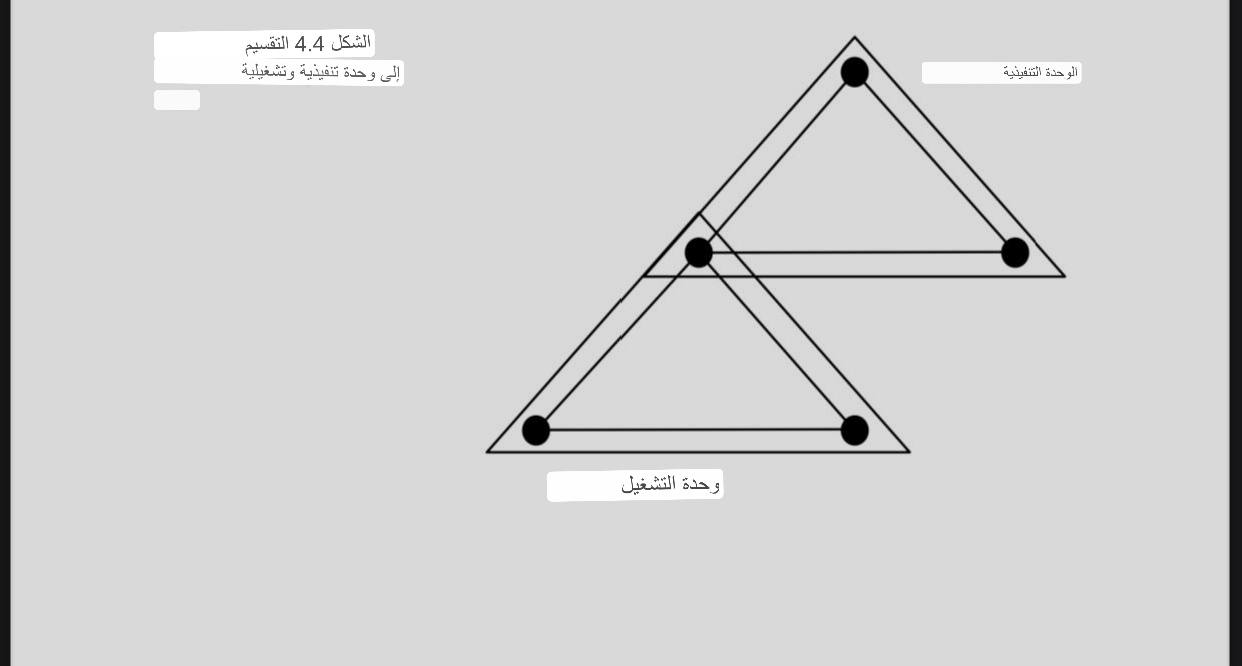 الشكل 4.4 التقسيم
إلى وحدة تنفيذية وتشغيلية
الوحدة التنفيذية
وحدة التشغيل